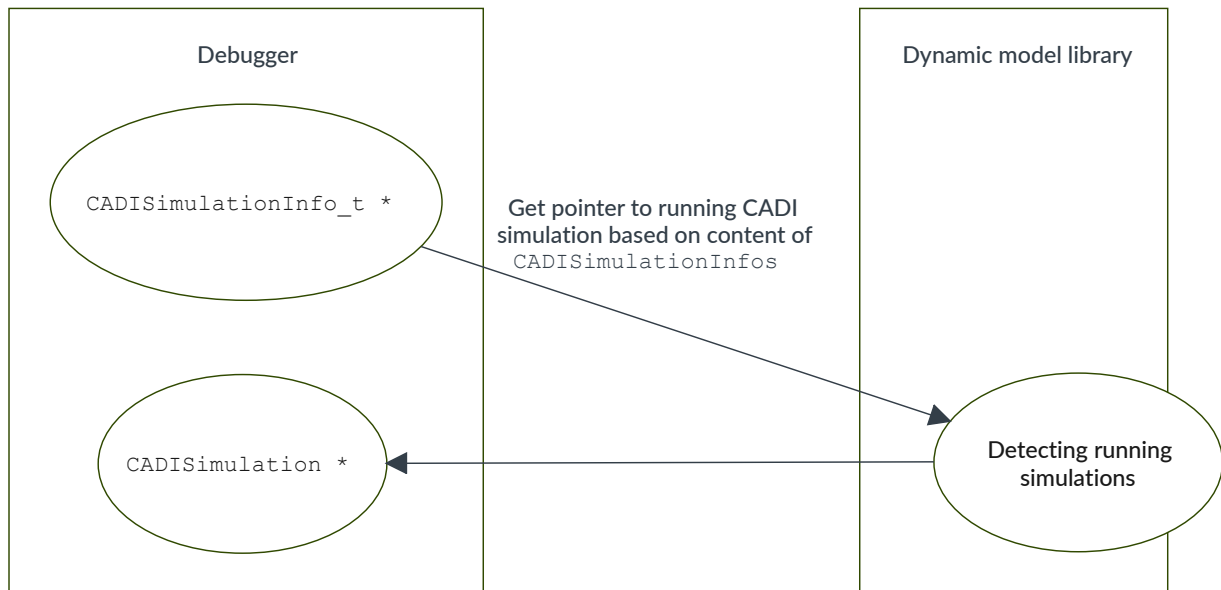 Debugger
Dynamic model library
CADISimulationInfo_t *
Get pointer to running CADI
simulation based on content of
CADISimulationInfos
CADISimulation *
Detecting running
simulations